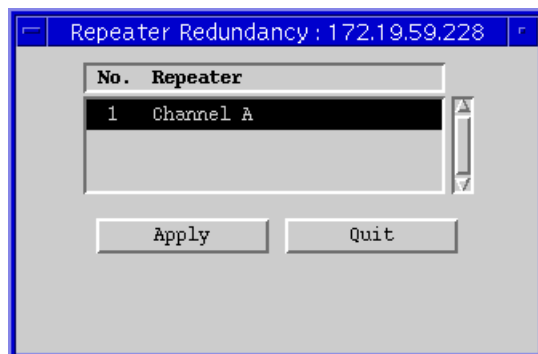 Repeater Redundancy : 172.19.59.228
No. Repeater
1 Channel A
Apply Quit